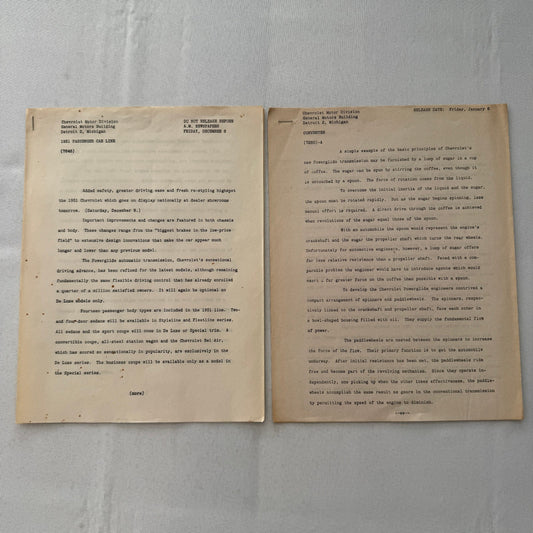 Chevrolet Motor Division
General Motors Building
Detroit 2, Michigan
DO NOT RELEASE BEFORE
A.M. NEWSPAPERS
FRIDAY, DECEMBER 8
1951 PASSENGER CAR LINE
Added safety, greater driving ease and fresh re-styling highspot
the 1951 Chevrolet which goes on display nationally at dealer showrooms
tomorrow. (Saturday, December 9.)
Important improvements and changes are featured in both chassis
and body. These changes range from the "biggest brakes in the low-price
field" to extensive design innovations that make the car appear much
longer and lower than any previous model.
The Powerglide automatic transmission, Chevrolet's sensational
driving advance, has been refined for the latest models, although remaining
fundamentally the same flexible driving control that has already enrolled
a quarter of a million satisfied owners. It will again be optional on
De Luxe models only.
Fourteen passenger body types are included in the 1951 line. Two-
and four-door sedans will be available in Styleline and Fleetline series.
All sedans and the sport coupe will come in De Luxe or Special trim. A
convertible coupe, all-steel station wagon and the Chevrolet Bel Air,
which has scored so sensationally in popularity, are exclusively in the
De Luxe series. The business coupe will be available only as a model in
the Special series.
(more)
Chevrolet Motor Division
General Motors Building
Detroit 2, Michigan
RELEASE DATE: Friday, January 6
CONVERTER
A simple example of the basic principles of Chevrolet's
new Powerglide transmission may be furnished by a lump of sugar in a cup
of coffee. The sugar can be spun by stirring the coffee, even though it
is untouched by a spoon. The force of rotation comes from the liquid.
To overcome the initial inertia of the liquid and the sugar,
the spoon must be rotated rapidly. But as the sugar begins spinning, less
manual effort is required. A direct drive through the coffee is achieved
when revolutions of the sugar equal those of the spoon.
With an automobile the spoon would represent the engine's
crankshaft and the sugar the propeller shaft which turns the rear wheels.
Unfortunately for automotive engineers, however, a lump of sugar offers
far less relative resistance than a propeller shaft. Faced with a com-
parable problem the engineer would have to introduce agents which would
exert a far greater force on the coffee than possible with a spoon.
To develop the Chevrolet Powerglide engineers contrived a
compact arrangement of spinners and paddlewheels. The spinners, respec-
tively linked to the crankshaft and propeller shaft, face each other in
a bowl-shaped housing filled with oil. They supply the fundamental flow
of power.
The paddlewheels are nested between the spinners to increase
the force of the flow. Their primary function is to get the automobile
underway. After initial resistance has been met, the paddlewheels ride
free and become part of the revolving mechanism. Since they operate in-
dependently, one picking up when the other loses effectiveness, the paddle-
wheels accomplish the same result as gears in the conventional transmission
by permitting the speed of the engine to diminish.